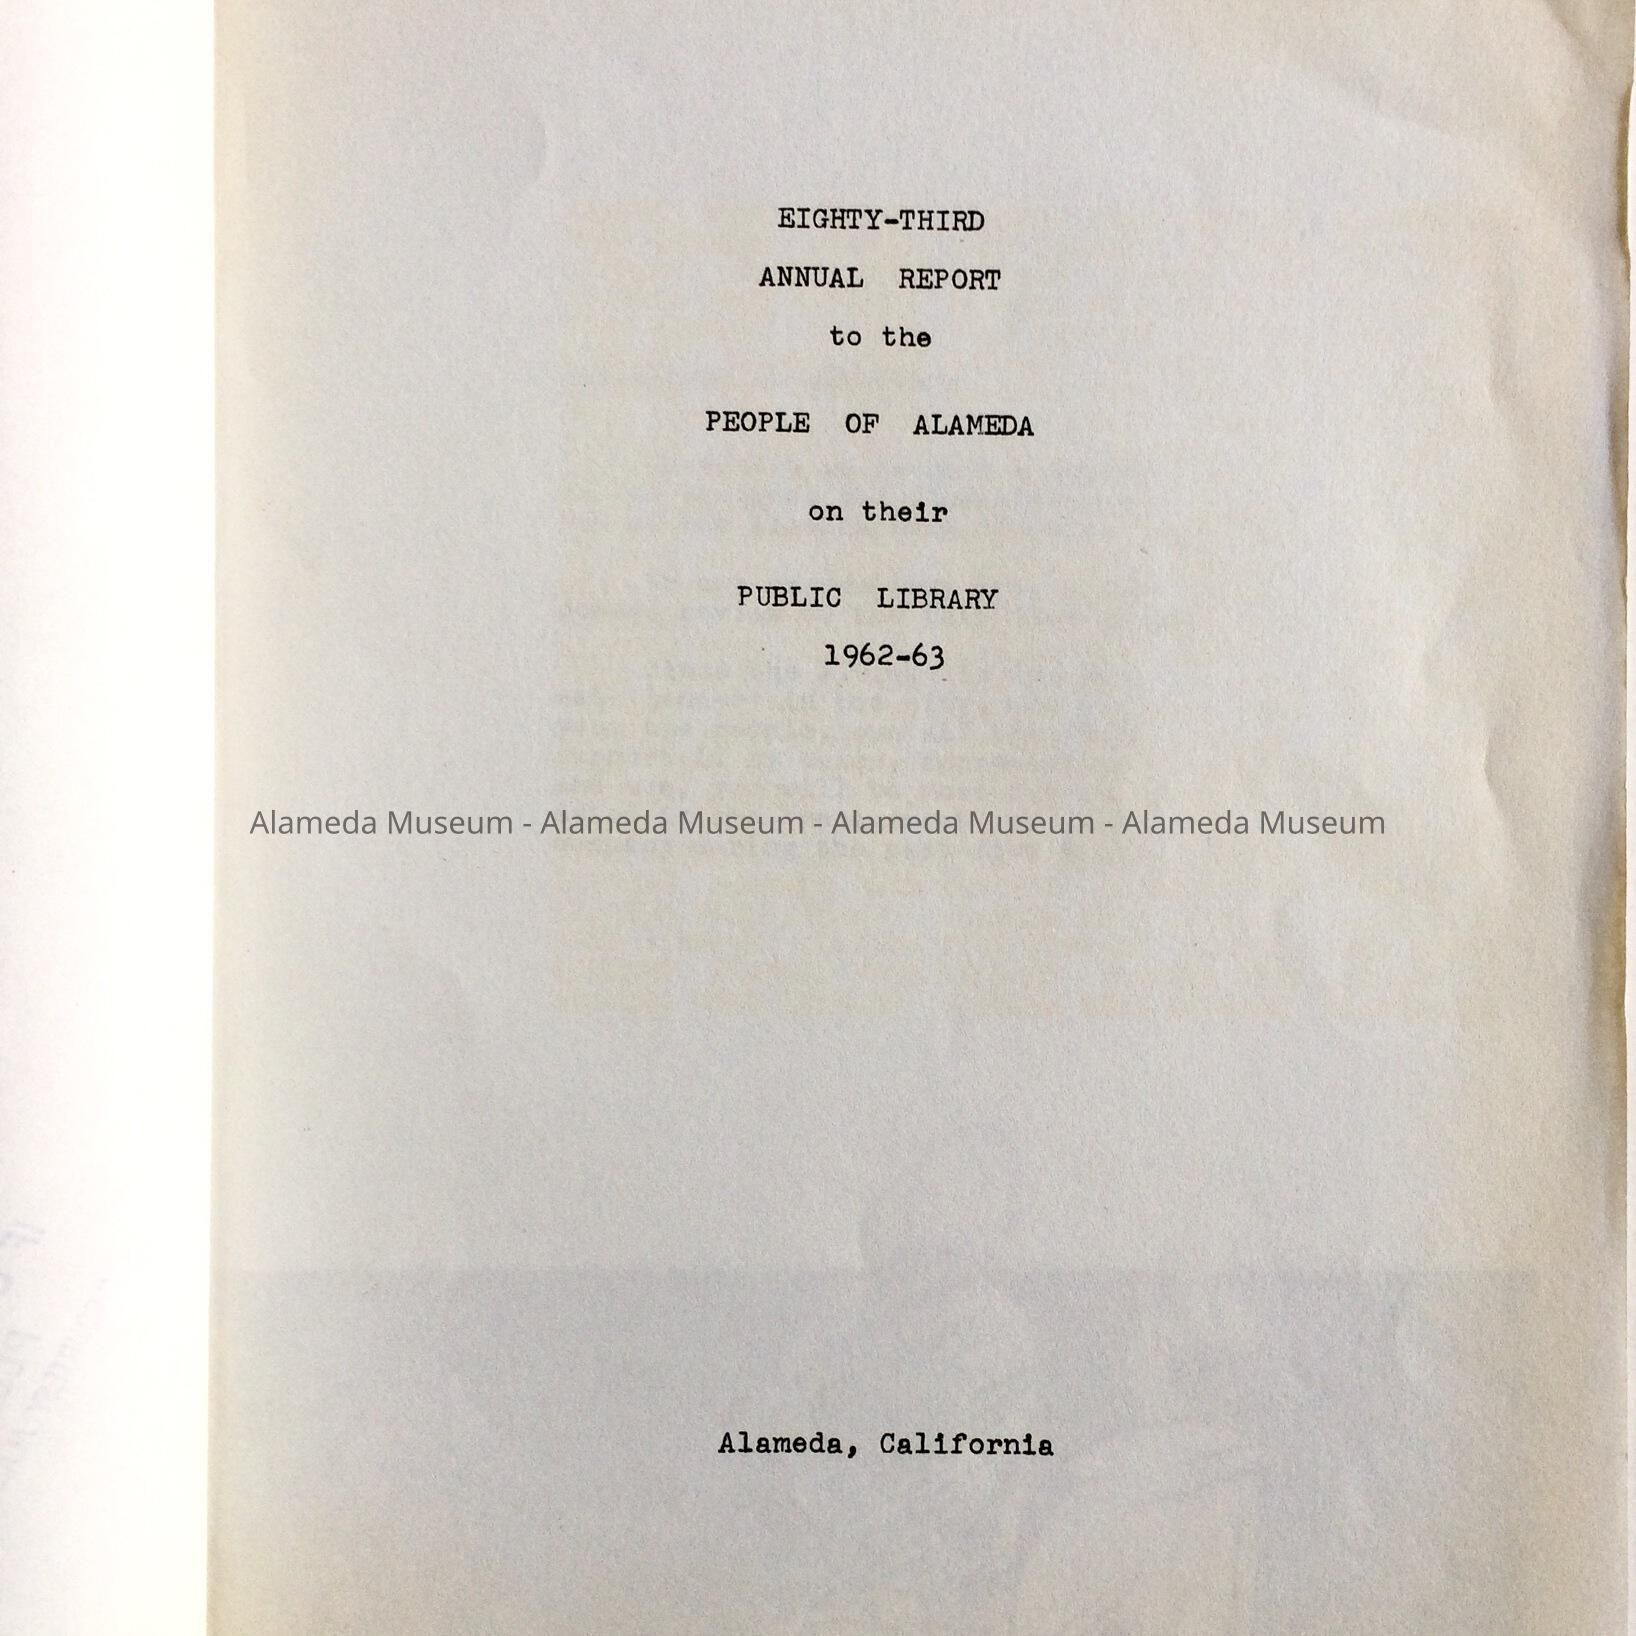 EIGHTY-THIRD
ANNUAL REPORT
to the
PEOPLE OF ALAMEDA
on their
PUBLIC LIBRARY
1962-63
Alameda Museum - Alameda Museum - Alameda Museum - Alameda Museum
Alameda, California